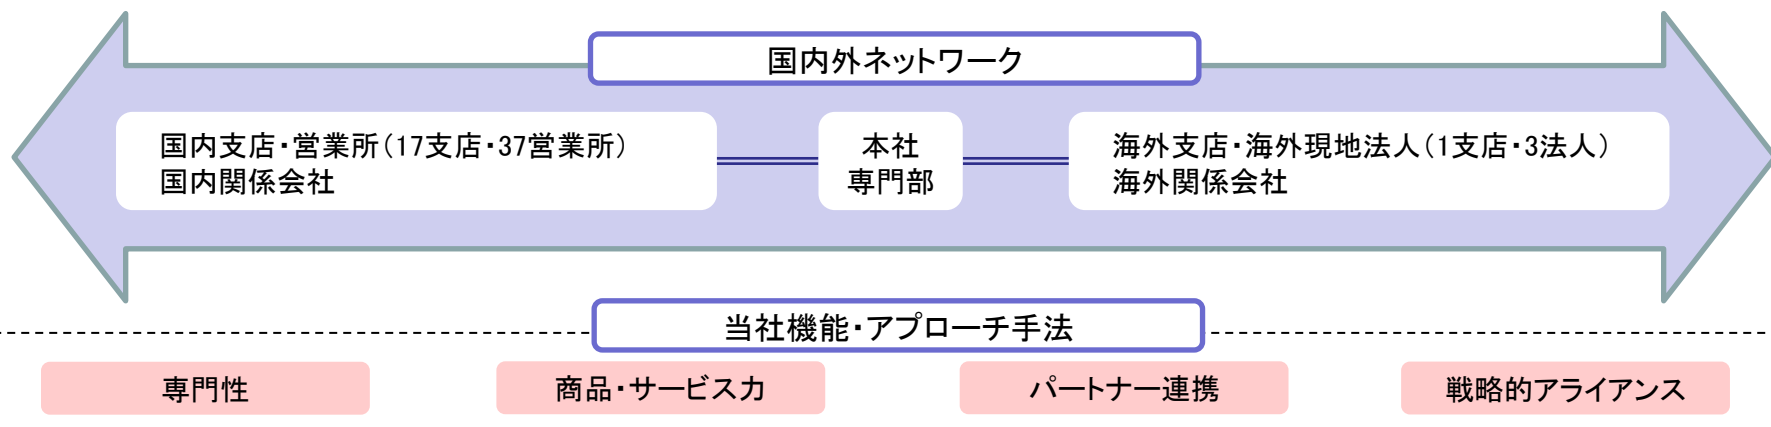 国内外ネットワーク
国内支店・営業所(17支店・37営業所)
国内関係会社
本社
専門部
海外支店・海外現地法人(1支店・3法人)
海外関係会社
当社機能・アプローチ手法
専門性
商品・サービス力
パートナー連携
戦略的アライアンス